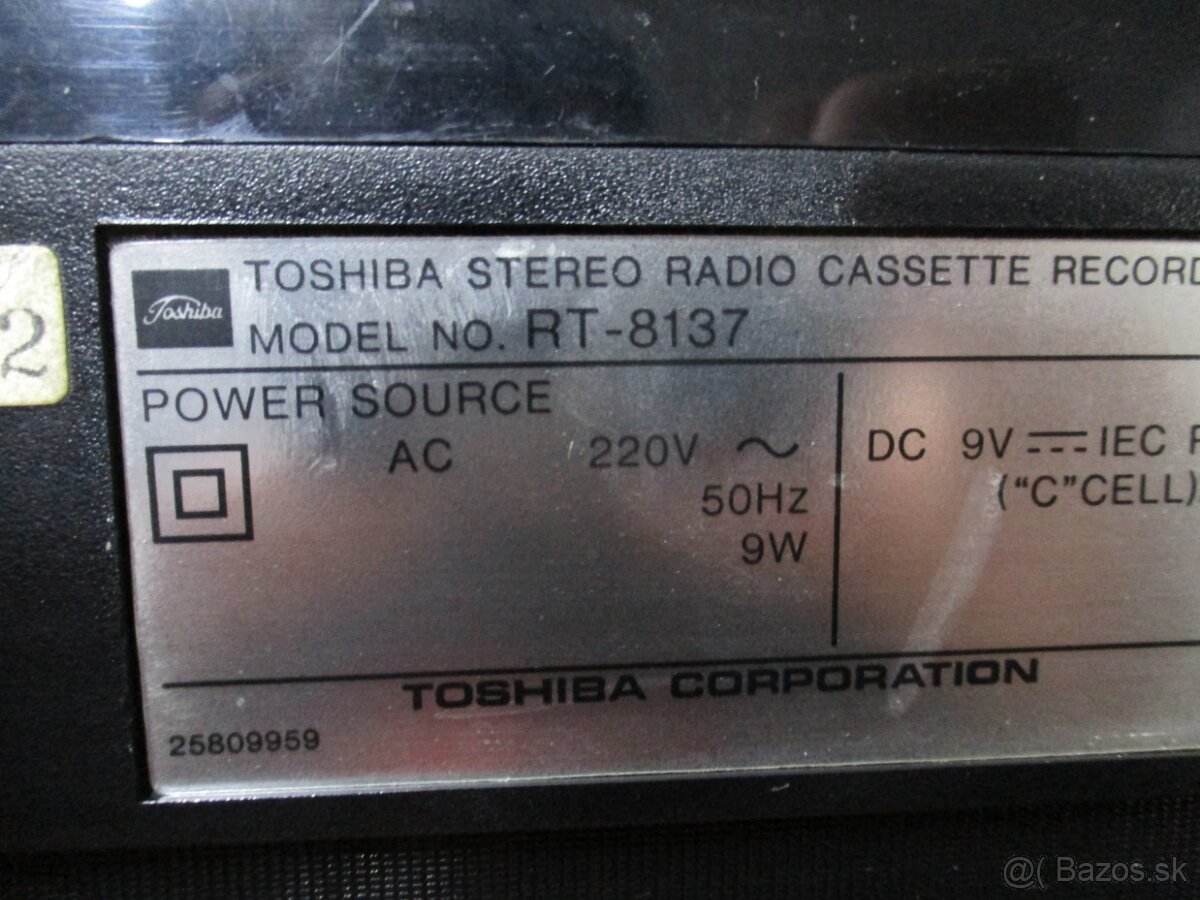 TOSHIBA STEREO RADIO CASSETTE RECORD
Toshiba
MODEL NO. RT-8137
2
POWER SOURCE
AC 220V ~
50Hz
9W
DC 9V ⎓ IEC
("C"CELL)
TOSHIBA CORPORATION
25809959
@( Bazos.sk